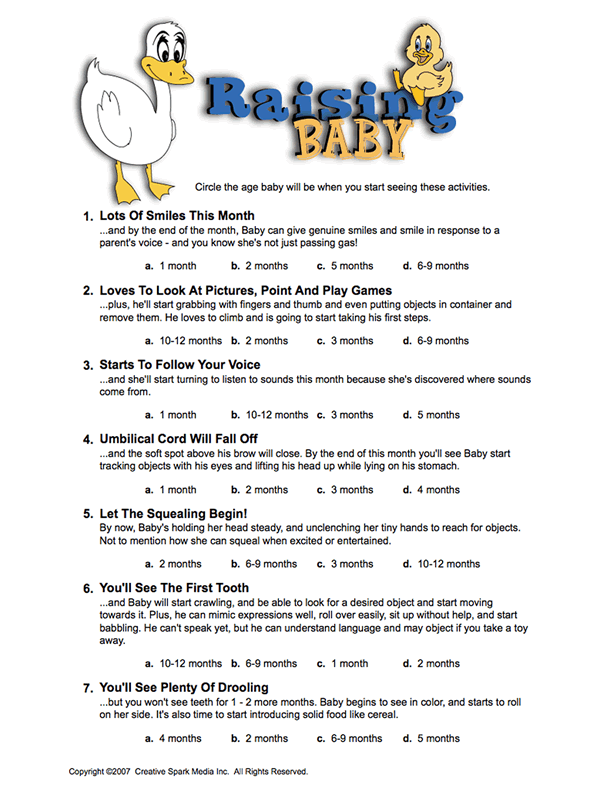 Raising
BABY
Circle the age baby will be when you start seeing these activities.
1. Lots Of Smiles This Month
...and by the end of the month, Baby can give genuine smiles and smile in response to a
parent's voice - and you know she's not just passing gas!
a. 1 month b. 2 months c. 5 months d. 6-9 months
2. Loves To Look At Pictures, Point And Play Games
...plus, he'll start grabbing with fingers and thumb and even putting objects in container and
remove them. He loves to climb and is going to start taking his first steps.
a. 10-12 months b. 2 months c. 3 months d. 6-9 months
3. Starts To Follow Your Voice
...and she'll start turning to listen to sounds this month because she's discovered where sounds
come from.
a. 1 month b. 10-12 months c. 3 months d. 5 months
4. Umbilical Cord Will Fall Off
...and the soft spot above his brow will close. By the end of this month you'll see Baby start
tracking objects with his eyes and lifting his head up while lying on his stomach.
a. 1 month b. 2 months c. 3 months d. 4 months
5. Let The Squealing Begin!
By now, Baby's holding her head steady, and unclenching her tiny hands to reach for objects.
Not to mention how she can squeal when excited or entertained.
a. 2 months b. 6-9 months c. 3 months d. 10-12 months
6. You'll See The First Tooth
...and Baby will start crawling, and be able to look for a desired object and start moving
towards it. Plus, he can mimic expressions well, roll over easily, sit up without help, and start
babbling. He can't speak yet, but he can understand language and may object if you take a toy
away.
a. 10-12 months b. 6-9 months c. 1 month d. 2 months
7. You'll See Plenty Of Drooling
...but you won't see teeth for 1 - 2 more months. Baby begins to see in color, and starts to roll
on her side. It's also time to start introducing solid food like cereal.
a. 4 months b. 2 months c. 6-9 months d. 5 months
Copyright ©2007 Creative Spark Media Inc. All Rights Reserved.